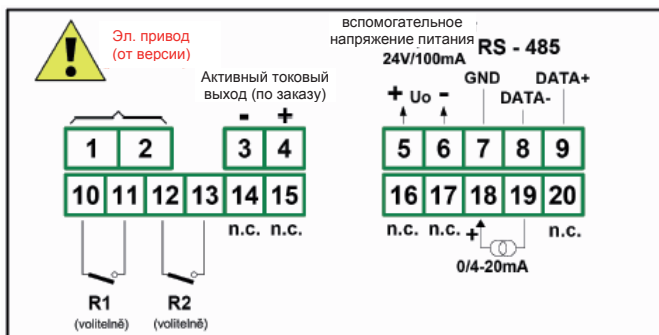 Эл. привод
(от версии)
Активный токовый
выход (по заказу)
- +
1 2 3 4
10 11 12 13 14 15
n.c. n.c.
R1 R2
(volitelně) (volitelně)
вспомогательное
напряжение питания
24V/100mA RS - 485
GND DATA+
+ Uo - DATA-
5 6 7 8 9
16 17 18 19 20
n.c. n.c. + n.c.
0/4-20mA